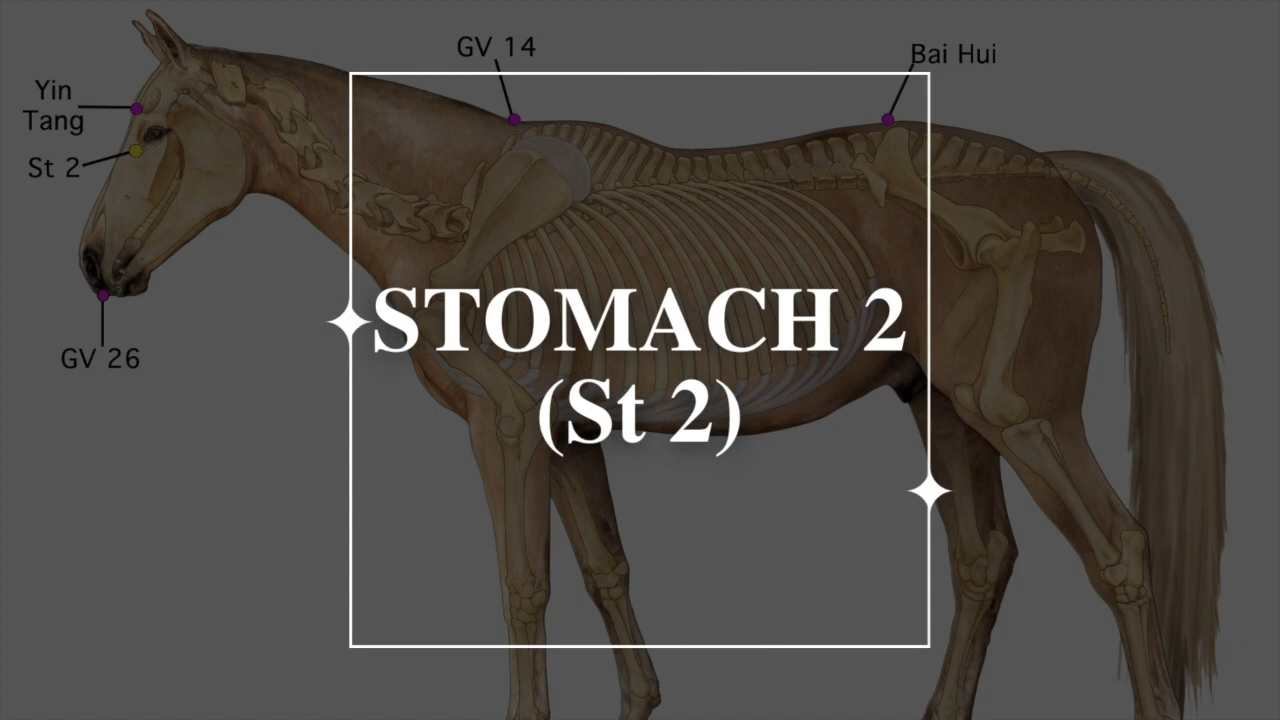 GV 14
Bai Hui
Yin
Tang
St 2
STOMACH 2
(St 2)
GV 26